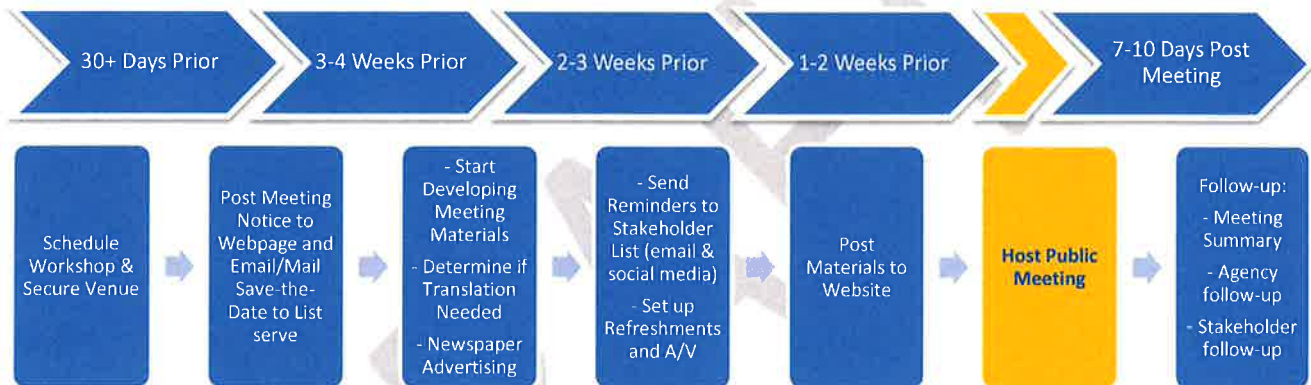 30+ Days Prior
3-4 Weeks Prior
2-3 Weeks Prior
1-2 Weeks Prior
7-10 Days Post
Meeting
Schedule
Workshop &
Secure Venue
Post Meeting
Notice to
Webpage and
Email/Mail
Save-the-
Date to List
serve
- Start
Developing
Meeting
Materials
- Determine if
Translation
Needed
- Newspaper
Advertising
- Send
Reminders to
Stakeholder
List (email &
social media)
- Set up
Refreshments
and A/V
Post
Materials to
Website
Host Public
Meeting
Follow-up:
- Meeting
Summary
- Agency
follow-up
- Stakeholder
follow-up